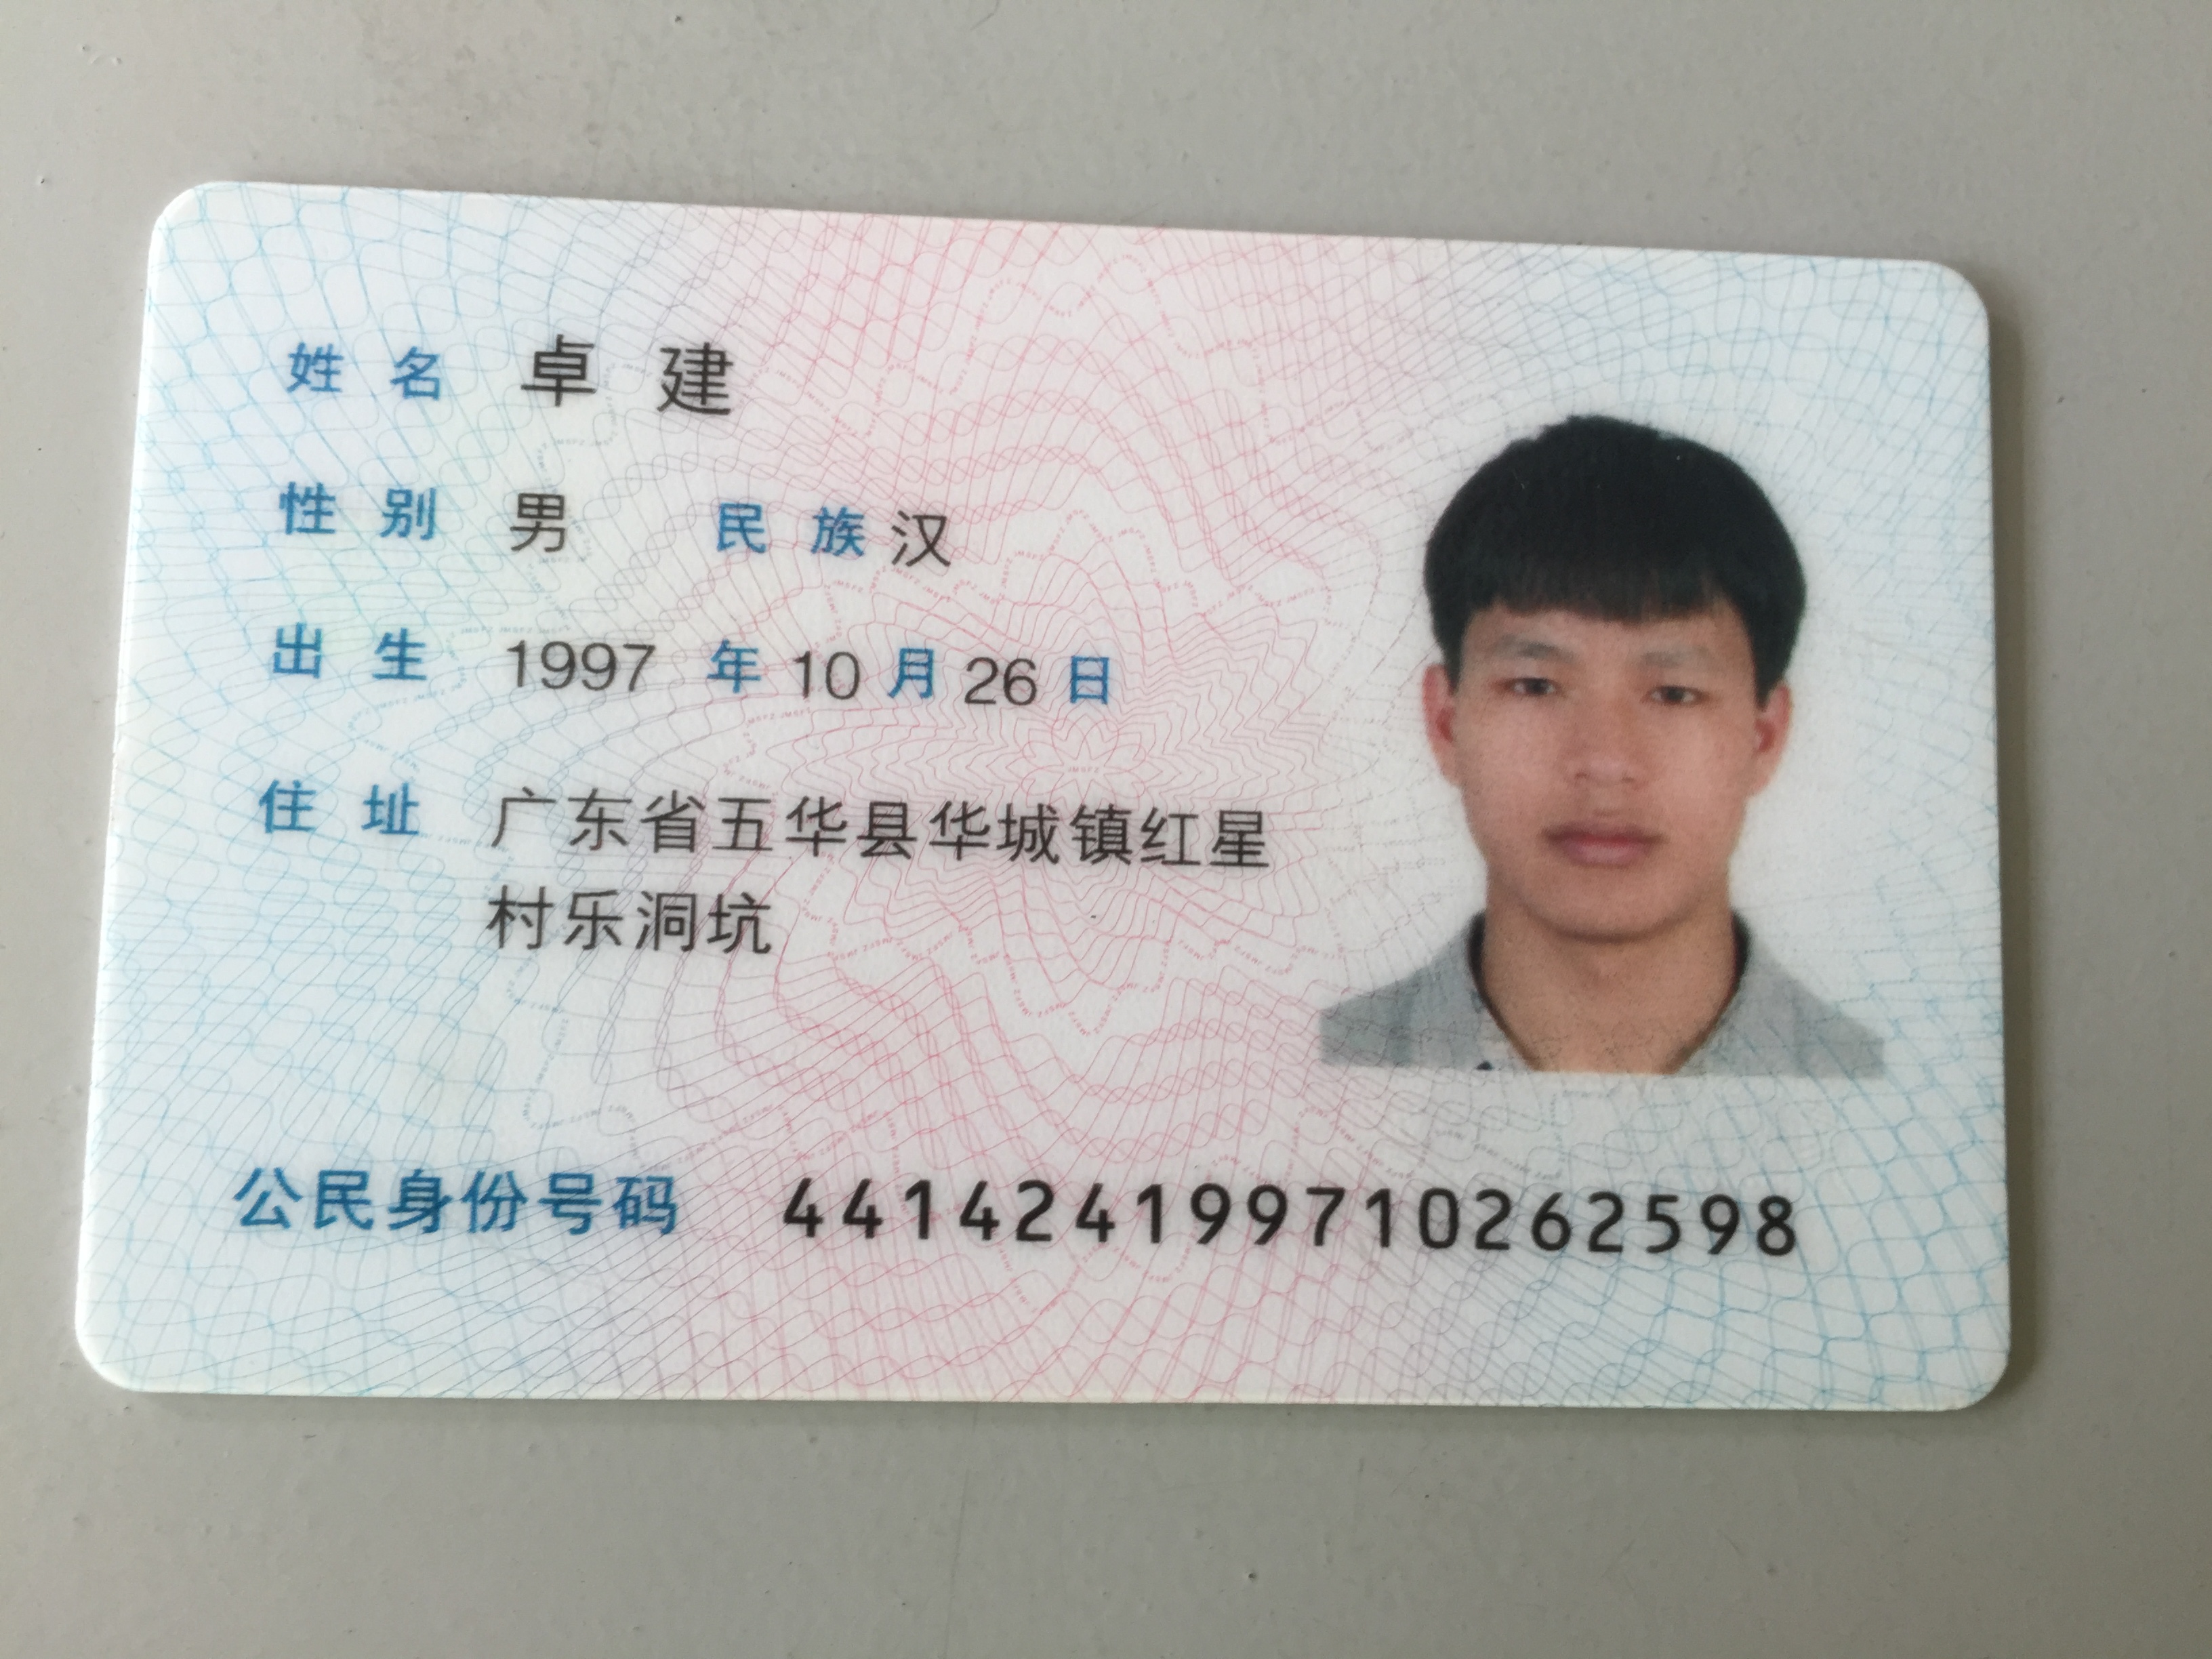 姓名 卓建
性别 男 民族 汉
出生 1997 年 10 月 26 日
住址 广东省五华县华城镇红星
村乐洞坑
公民身份号码 441424199710262598